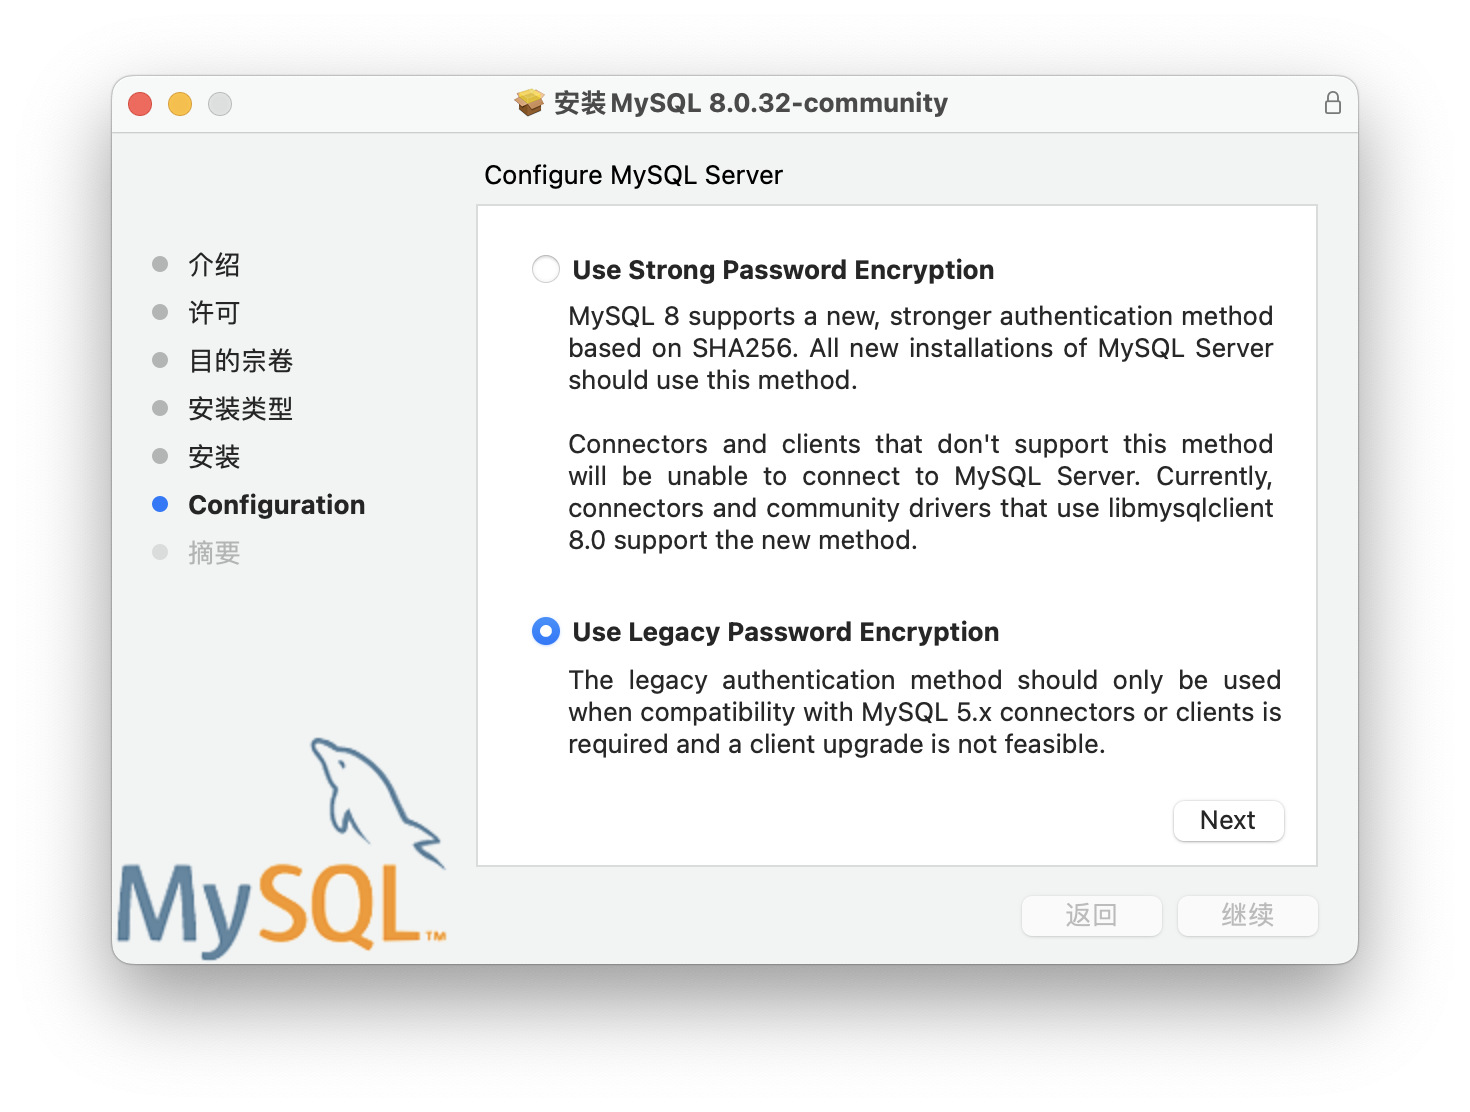 安装 MySQL 8.0.32-community
Configure MySQL Server
介绍
许可
目的宗卷
安装类型
安装
Configuration
摘要
Use Strong Password Encryption
MySQL 8 supports a new, stronger authentication method
based on SHA256. All new installations of MySQL Server
should use this method.
Connectors and clients that don't support this method
will be unable to connect to MySQL Server. Currently,
connectors and community drivers that use libmysqlclient
8.0 support the new method.
Use Legacy Password Encryption
The legacy authentication method should only be used
when compatibility with MySQL 5.x connectors or clients is
required and a client upgrade is not feasible.
Next
MySQL™
返回
继续